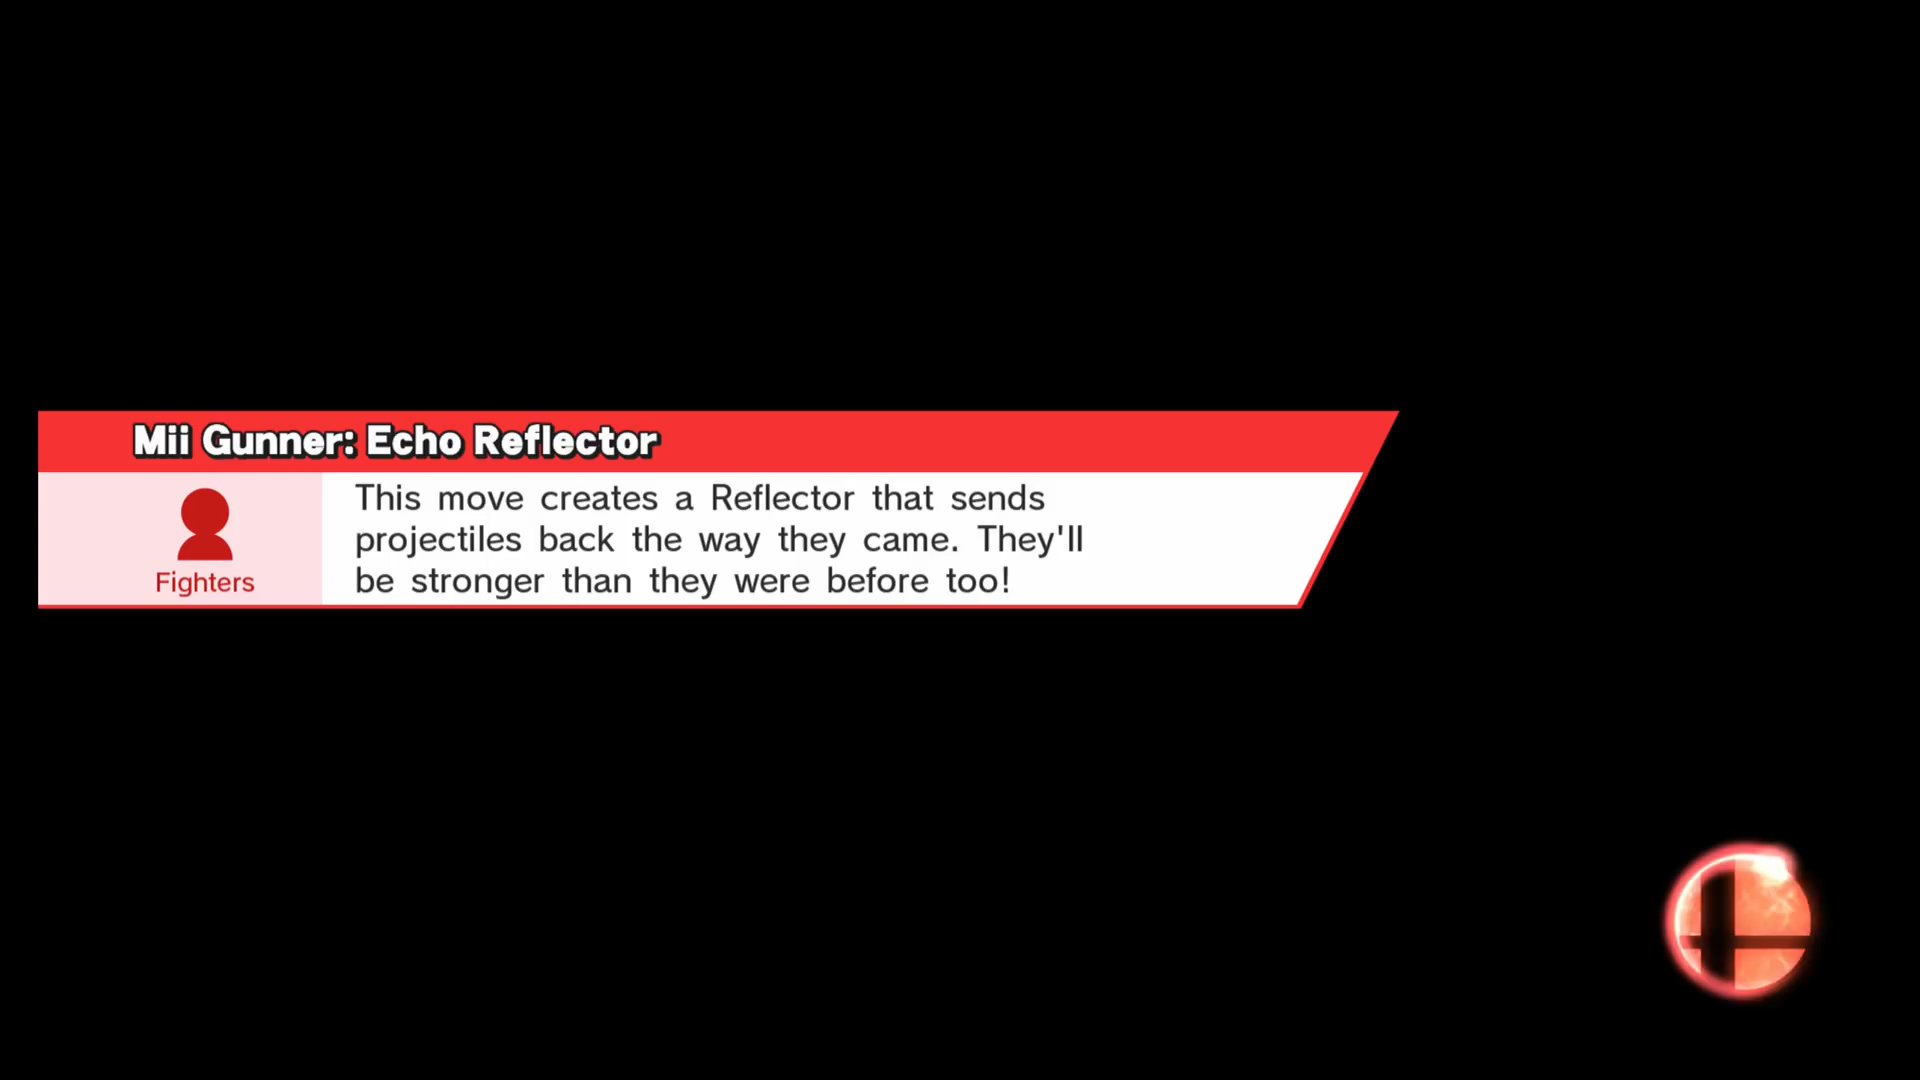 Mii Gunner: Echo Reflector
This move creates a Reflector that sends
projectiles back the way they came. They'll
be stronger than they were before too!
Fighters